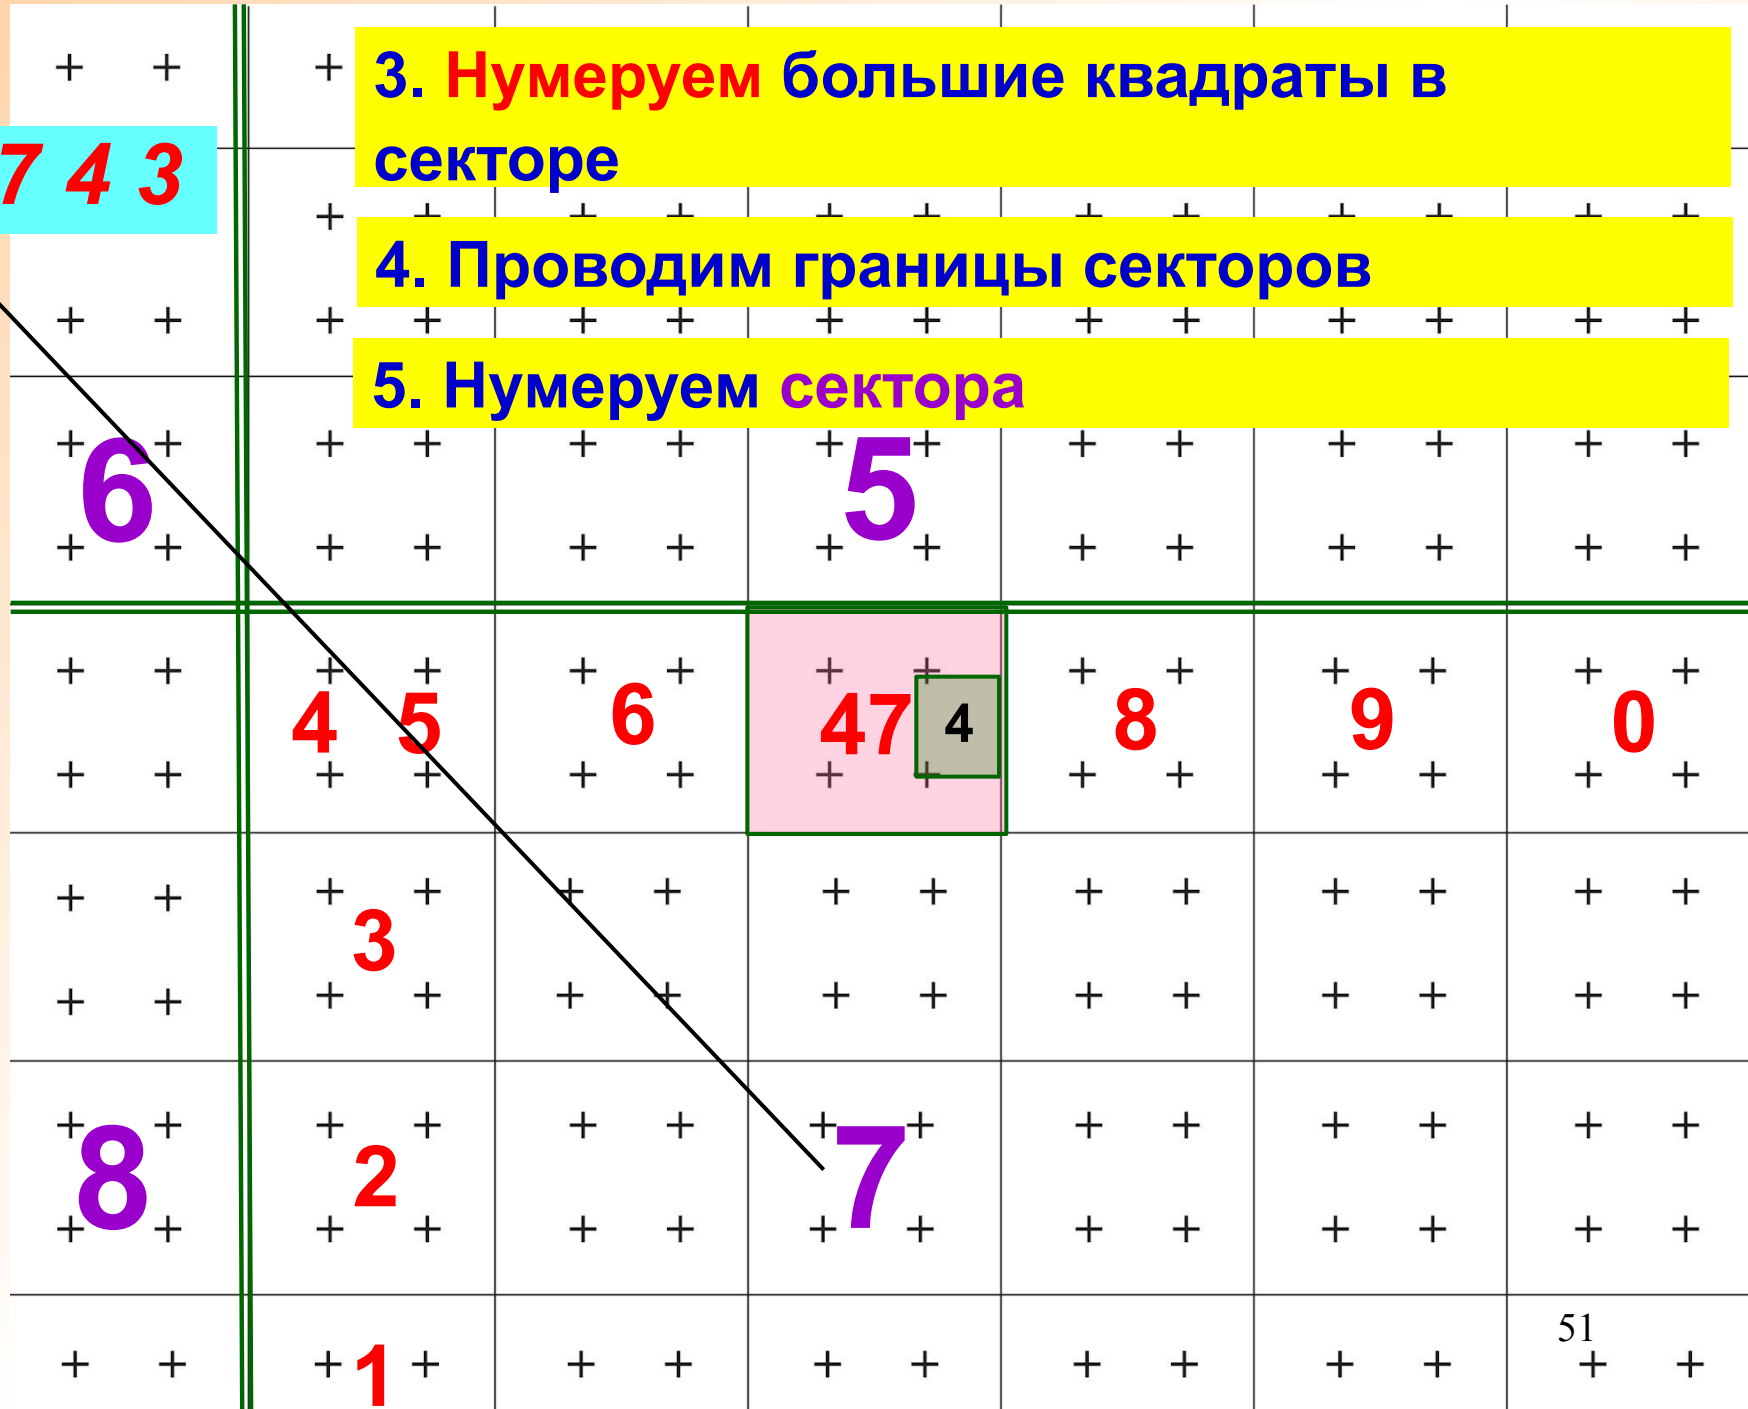 3. Нумеруем большие квадраты в
секторе
7 4 3
4. Проводим границы секторов
5. Нумеруем сектора
6 5
4 5 6 47 4 8 9 0
3
8 2 7
51
1